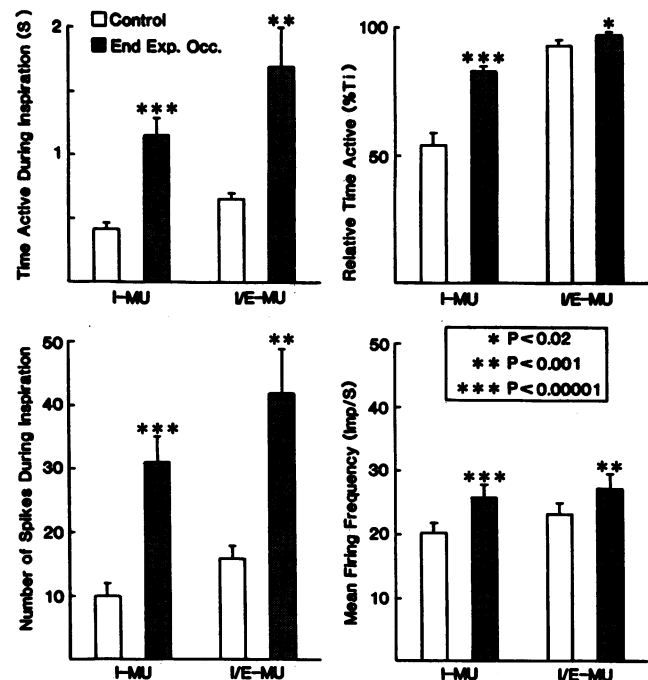 Control
End Exp. Occ.
Time Active During Inspiration (S)
2
1
0
***
**
I-MU
I/E-MU
Relative Time Active (%Ti)
100
50
***
*
I-MU
I/E-MU
Number of Spikes During Inspiration
50
40
30
20
10
***
**
I-MU
I/E-MU
Mean Firing Frequency (Imp/S)
50
40
30
20
10
* P<0.02
** P<0.001
*** P<0.00001
***
**
I-MU
I/E-MU